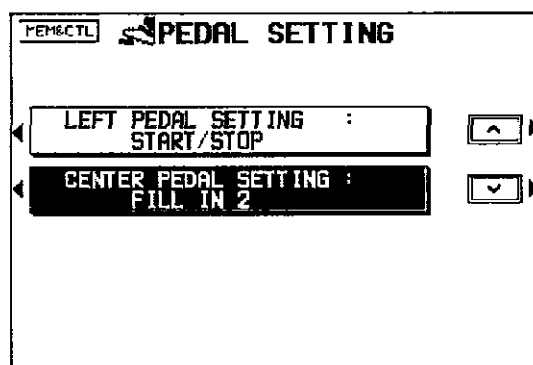 MEM&CTL PEDAL SETTING
LEFT PEDAL SETTING :
START/STOP
CENTER PEDAL SETTING :
FILL IN 2